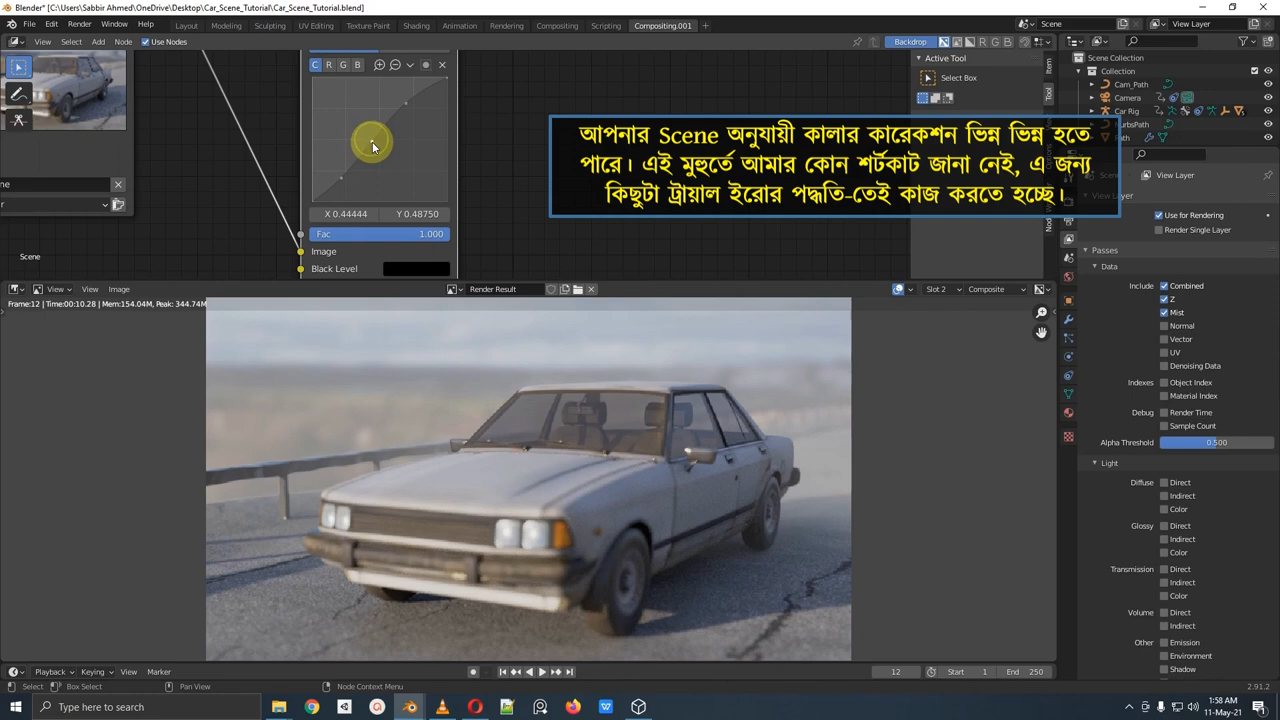 Blender* [C:\Users\Sabbir Ahmed\OneDrive\Desktop\Car_Scene_Tutorial\Car_Scene_Tutorial.blend]
File Edit Render Window Help Layout Modeling Sculpting UV Editing Texture Paint Shading Animation Rendering Compositing Scripting Compositing.001 + Scene View Layer
View Select Add Node Use Nodes Backdrop R G B
C R G B
X 0.44444 Y 0.48750
Fac 1.000
Image
Black Level
Scene
Active Tool
Select Box
Item
Tool
আপনার Scene অনুযায়ী কালার কারেকশন ভিন্ন ভিন্ন হতে
পারে। এই মুহুর্তে আমার কোন শর্টকাট জানা নেই, এ জন্য
কিছুটা ট্রায়াল ইরোর পদ্ধতি-তেই কাজ করতে হচ্ছে।
Scene Collection
Collection
Cam_Path
Camera
Car Rig
Path
View Layer
Use for Rendering
Render Single Layer
Passes
Data
Include Combined
Z
Mist
Normal
Vector
UV
Denoising Data
Indexes Object Index
Material Index
Debug Render Time
Sample Count
Alpha Threshold 0.500
Light
Diffuse Direct
Indirect
Color
Glossy Direct
Indirect
Color
Transmission Direct
Indirect
Color
Volume Direct
Indirect
Other Emission
Environment
Shadow
View View Image Render Result Slot 2 Composite
Frame:12 | Time:00:10.28 | Mem:154.04M, Peak: 344.74M
Playback Keying View Marker 12 Start 1 End 250
Select Box Select Pan View Node Context Menu 2.91.2
Type here to search
1:58 AM
11-May-21